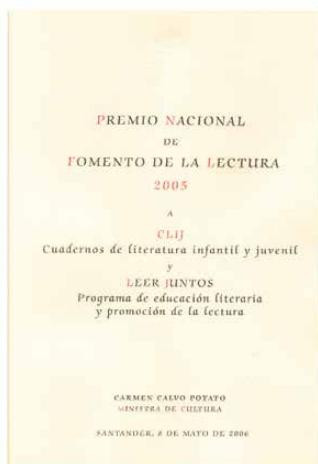 PREMIO NACIONAL
DE
FOMENTO DE LA LECTURA
2005
A
CLIJ
Cuadernos de literatura infantil y juvenil
y
LEER JUNTOS
Programa de educación literaria
y promoción de la lectura
CARMEN CALVO POYATO
MINISTRA DE CULTURA
SANTANDER, 8 DE MAYO DE 2006